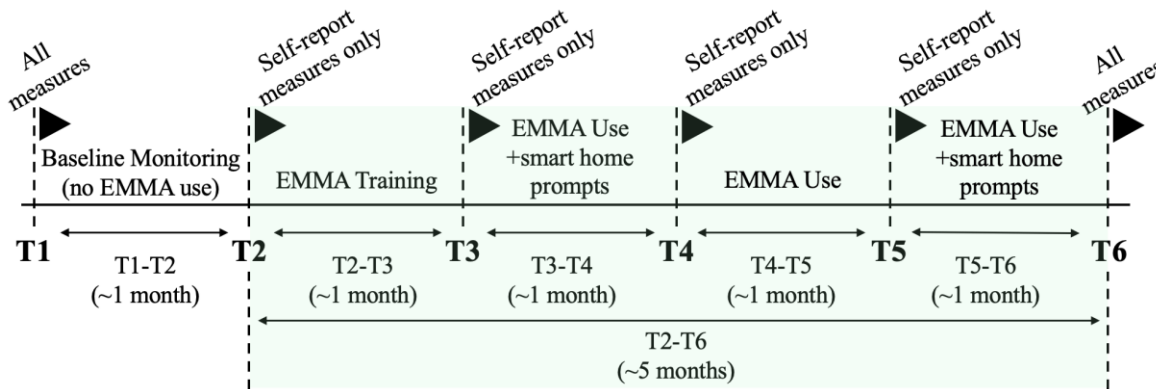 All
measures
Self-report
measures only
Self-report
measures only
Self-report
measures only
Self-report
measures only
All
measures
Baseline Monitoring
(no EMMA use)
EMMA Training
EMMA Use
+smart home
prompts
EMMA Use
EMMA Use
+smart home
prompts
T1
T2
T3
T4
T5
T6
T1-T2
(~1 month)
T2-T3
(~1 month)
T3-T4
(~1 month)
T4-T5
(~1 month)
T5-T6
(~1 month)
T2-T6
(~5 months)